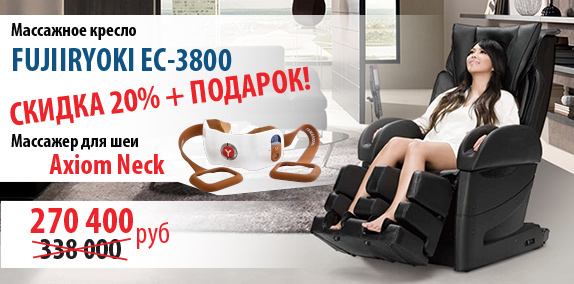 Массажное кресло
FUJIIRYOKI EC-3800
СКИДКА 20% + ПОДАРОК!
Массажер для шеи
Axiom Neck
270 400
338 000 руб